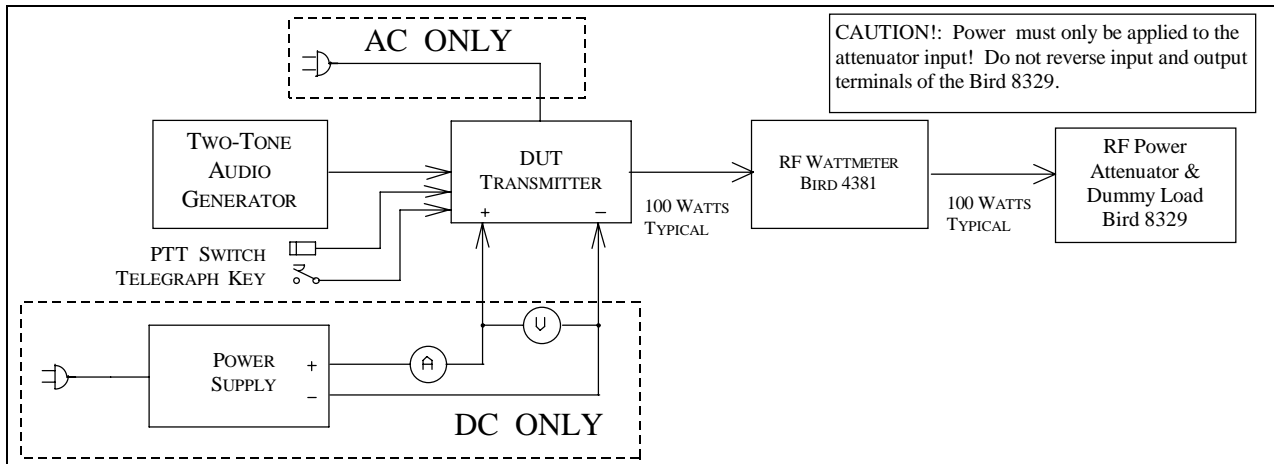 AC ONLY
CAUTION!: Power must only be applied to the
attenuator input! Do not reverse input and output
terminals of the Bird 8329.
TWO-TONE
AUDIO
GENERATOR
DUT
TRANSMITTER
+ –
RF WATTMETER
BIRD 4381
RF Power
Attenuator &
Dummy Load
Bird 8329
100 WATTS
TYPICAL
100 WATTS
TYPICAL
PTT SWITCH
TELEGRAPH KEY
V
A
POWER
SUPPLY
+
–
DC ONLY